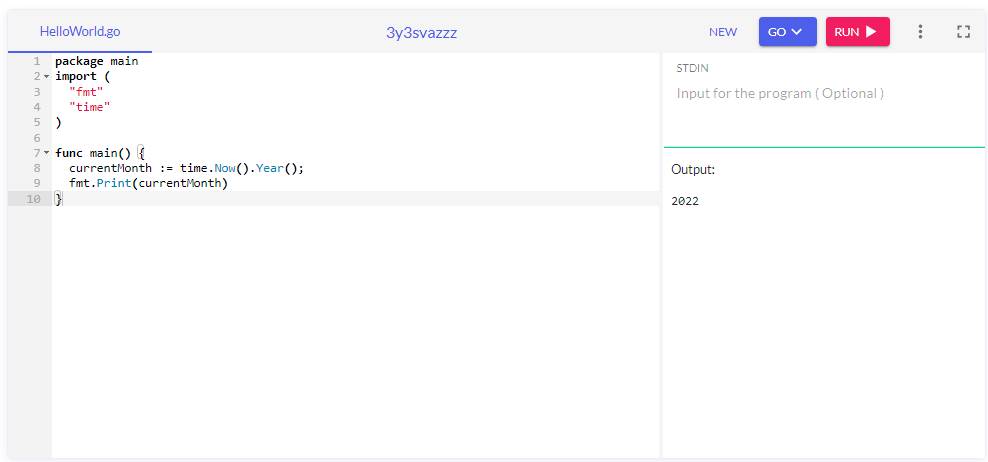 HelloWorld.go
3y3svazzz
NEW
GO
RUN
1 package main
2 import (
3 "fmt"
4 "time"
5 )
6
7 func main() {
8 currentMonth := time.Now().Year();
9 fmt.Print(currentMonth)
10 }
STDIN
Input for the program ( Optional )
Output:
2022